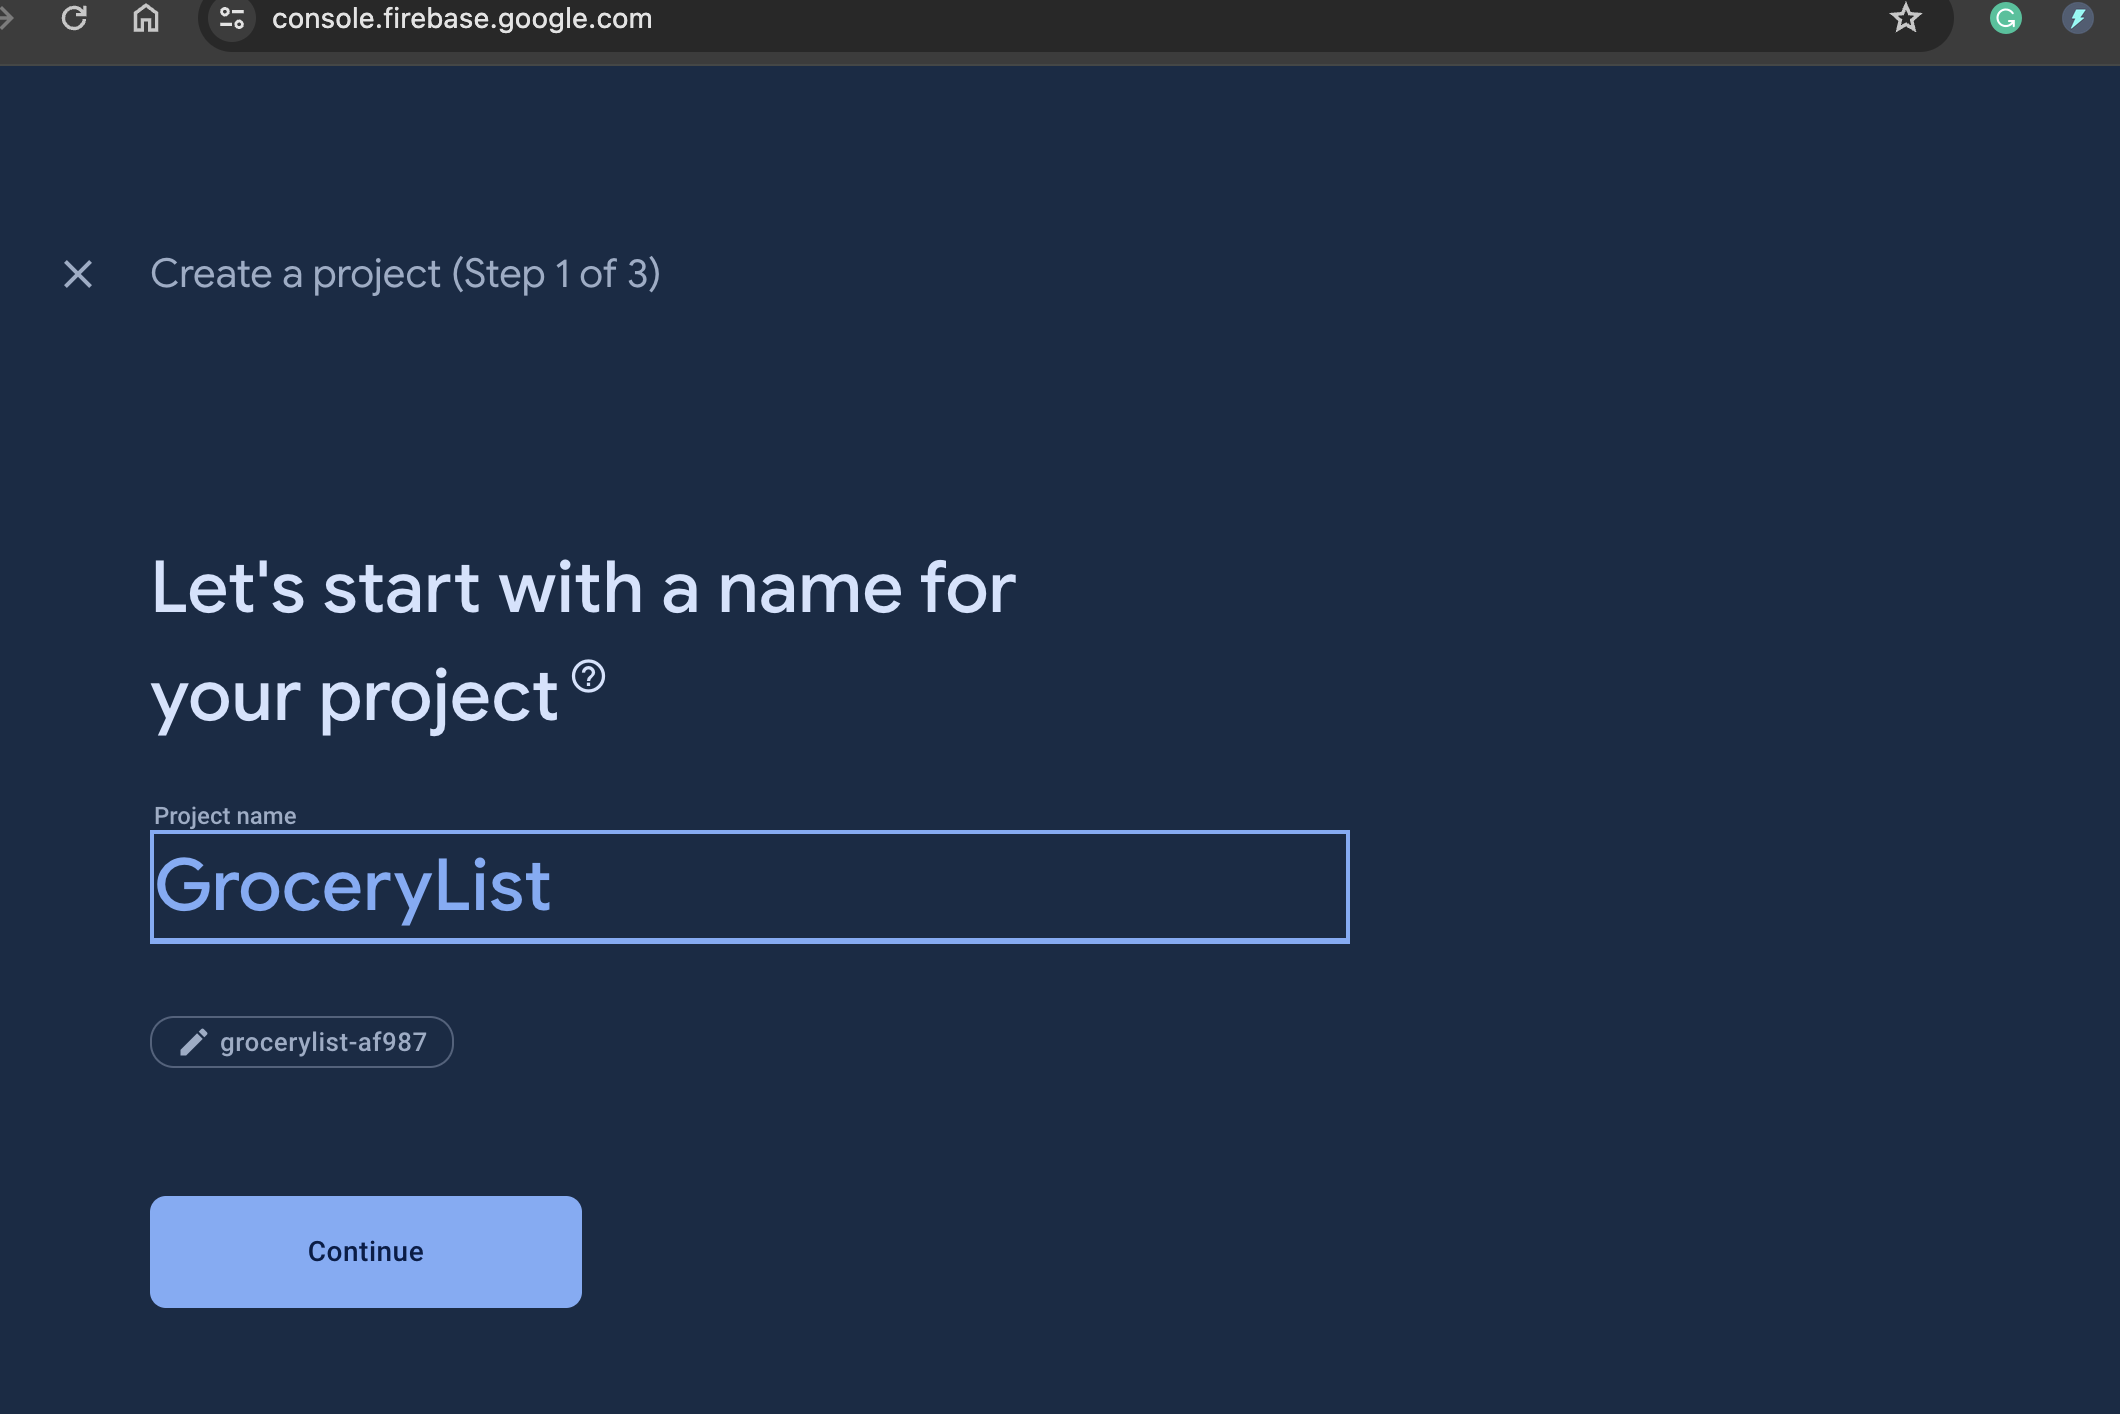 console.firebase.google.com
Create a project (Step 1 of 3)
Let's start with a name for
your project
Project name
GroceryList
grocerylist-af987
Continue